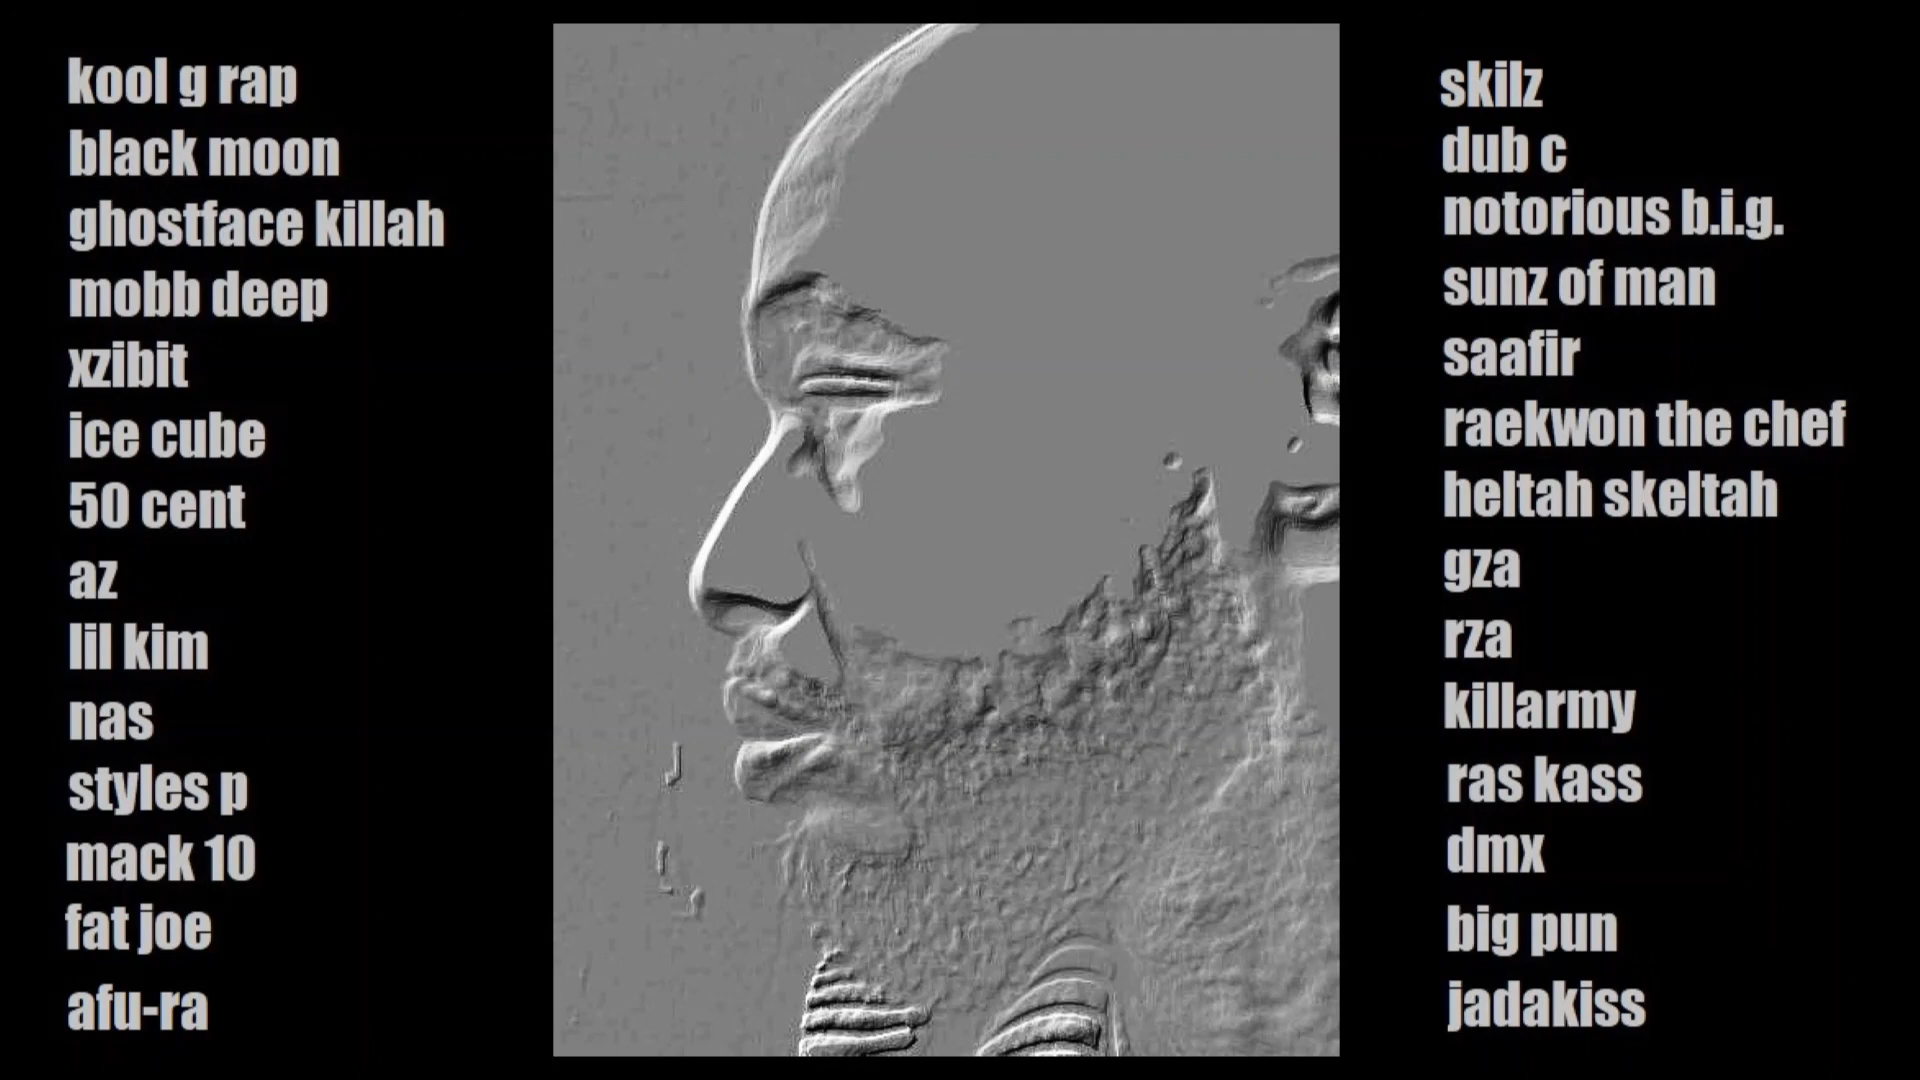 kool g rap
black moon
ghostface killah
mobb deep
xzibit
ice cube
50 cent
az
lil kim
nas
styles p
mack 10
fat joe
afu-ra
skilz
dub c
notorious b.i.g.
sunz of man
saafir
raekwon the chef
heltah skeltah
gza
rza
killarmy
ras kass
dmx
big pun
jadakiss